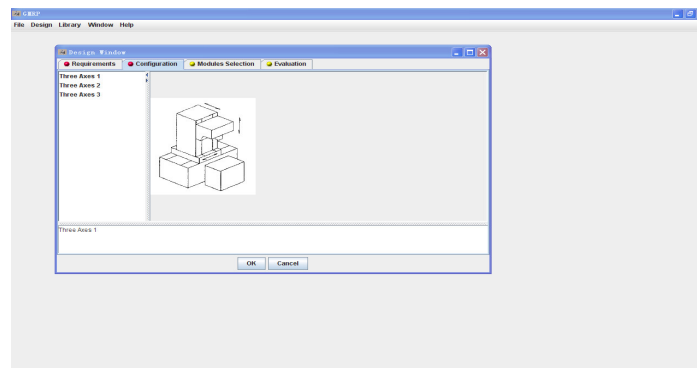 GMRP
File Design Library Window Help
Design Window
Requirements Configuration Modules Selection Evaluation
Three Axes 1
Three Axes 2
Three Axes 3
Three Axes 1
OK Cancel